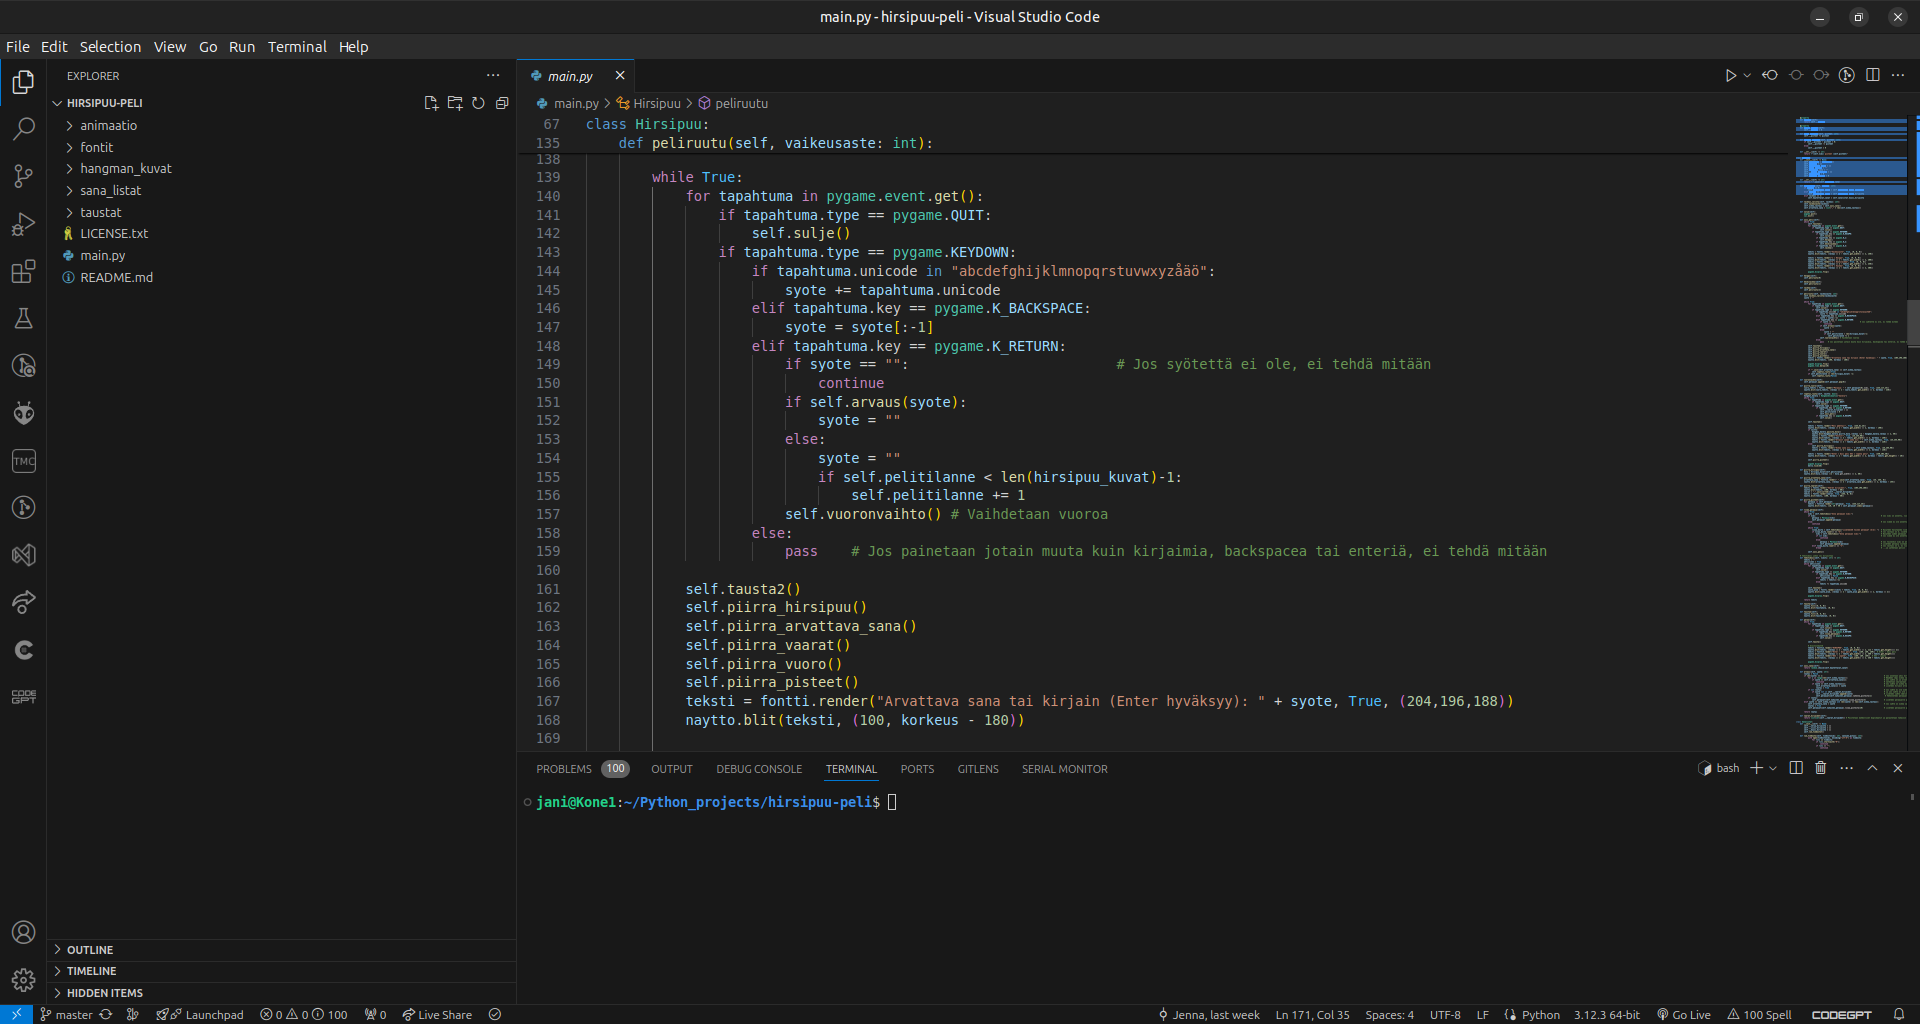 main.py - hirsipuu-peli - Visual Studio Code
File Edit Selection View Go Run Terminal Help
EXPLORER
HIRSIPUU-PELI
animaatio
fontit
hangman_kuvat
sana_listat
taustat
LICENSE.txt
main.py
README.md
TMC
CODE
GPT
OUTLINE
TIMELINE
HIDDEN ITEMS
main.py
main.py > Hirsipuu > peliruutu
67 class Hirsipuu:
135     def peliruutu(self, vaikeusaste: int):
138
139         while True:
140             for tapahtuma in pygame.event.get():
141                 if tapahtuma.type == pygame.QUIT:
142                     self.sulje()
143                 if tapahtuma.type == pygame.KEYDOWN:
144                     if tapahtuma.unicode in "abcdefghijklmnopqrstuvwxyzåäö":
145                         syote += tapahtuma.unicode
146                     elif tapahtuma.key == pygame.K_BACKSPACE:
147                         syote = syote[:-1]
148                     elif tapahtuma.key == pygame.K_RETURN:
149                         if syote == "":                         # Jos syötettä ei ole, ei tehdä mitään
150                             continue
151                         if self.arvaus(syote):
152                             syote = ""
153                         else:
154                             syote = ""
155                             if self.pelitilanne < len(hirsipuu_kuvat)-1:
156                                 self.pelitilanne += 1
157                         self.vuoronvaihto() # Vaihdetaan vuoroa
158                     else:
159                         pass    # Jos painetaan jotain muuta kuin kirjaimia, backspacea tai enteriä, ei tehdä mitään
160
161             self.tausta2()
162             self.piirra_hirsipuu()
163             self.piirra_arvattava_sana()
164             self.piirra_vaarat()
165             self.piirra_vuoro()
166             self.piirra_pisteet()
167             teksti = fontti.render("Arvattava sana tai kirjain (Enter hyväksyy): " + syote, True, (204,196,188))
168             naytto.blit(teksti, (100, korkeus - 180))
169
PROBLEMS 100 OUTPUT DEBUG CONSOLE TERMINAL PORTS GITLENS SERIAL MONITOR
bash
jani@Kone1:~/Python_projects/hirsipuu-peli$
master Launchpad 0 0 100 0 Live Share Jenna, last week Ln 171, Col 35 Spaces: 4 UTF-8 LF Python 3.12.3 64-bit Go Live 100 Spell CODEGPT